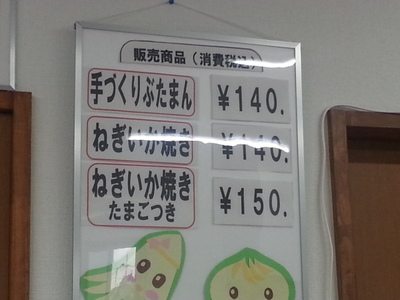 販売商品(消費税込)
手づくりぶたまん ¥140.
ねぎいか焼き ¥140.
ねぎいか焼き
たまごつき ¥150.